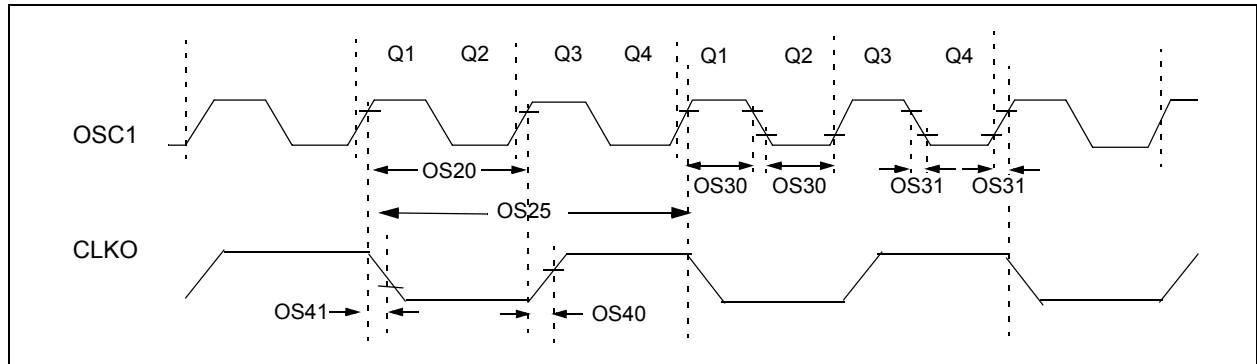 Q1 Q2 Q3 Q4 Q1 Q2 Q3 Q4
OSC1
OS20
OS30 OS30 OS31 OS31
OS25
CLKO
OS41 OS40